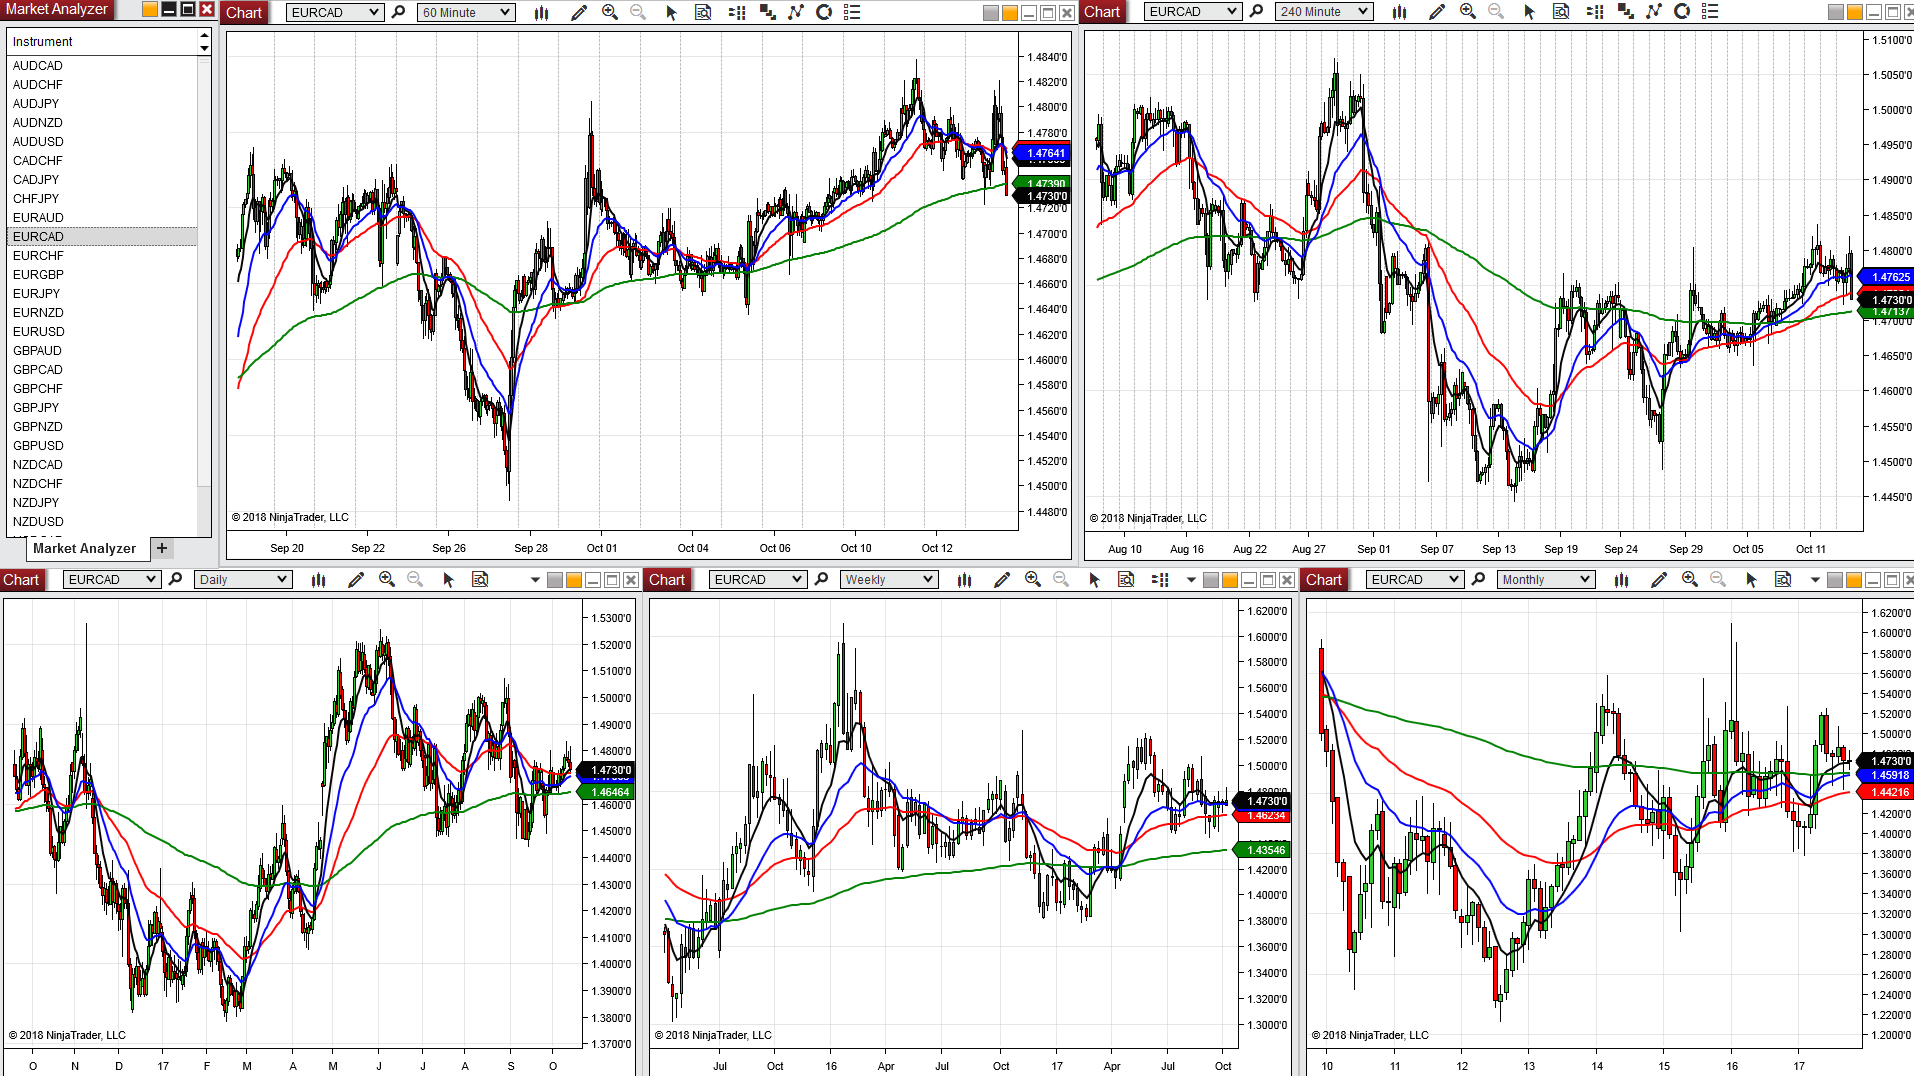 Market Analyzer
Instrument
AUDCAD
AUDCHF
AUDJPY
AUDNZD
AUDUSD
CADCHF
CADJPY
CHFJPY
EURAUD
EURCAD
EURCHF
EURGBP
EURJPY
EURNZD
EURUSD
GBPAUD
GBPCAD
GBPCHF
GBPJPY
GBPNZD
GBPUSD
NZDCAD
NZDCHF
NZDJPY
NZDUSD
Market Analyzer +
Chart EURCAD 60 Minute
1.4840'0
1.4820'0
1.4800'0
1.4780'0
1.47641
1.47390
1.4730'0
1.4720'0
1.4700'0
1.4680'0
1.4660'0
1.4640'0
1.4620'0
1.4600'0
1.4580'0
1.4560'0
1.4540'0
1.4520'0
1.4500'0
1.4480'0
© 2018 NinjaTrader, LLC
Sep 20 Sep 22 Sep 26 Sep 28 Oct 01 Oct 04 Oct 06 Oct 10 Oct 12
Chart EURCAD 240 Minute
1.5100'0
1.5050'0
1.5000'0
1.4950'0
1.4900'0
1.4850'0
1.4800'0
1.47625
1.4730'0
1.47137
1.4700'0
1.4650'0
1.4600'0
1.4550'0
1.4500'0
1.4450'0
© 2018 NinjaTrader, LLC
Aug 10 Aug 16 Aug 22 Aug 27 Sep 01 Sep 07 Sep 13 Sep 19 Sep 24 Sep 29 Oct 05 Oct 11
Chart EURCAD Daily
1.5300'0
1.5200'0
1.5100'0
1.5000'0
1.4900'0
1.4800'0
1.4730'0
1.46464
1.4600'0
1.4500'0
1.4400'0
1.4300'0
1.4200'0
1.4100'0
1.4000'0
1.3900'0
1.3800'0
1.3700'0
© 2018 NinjaTrader, LLC
O N D 17 F M A M J J A S O
Chart EURCAD Weekly
1.6200'0
1.6000'0
1.5800'0
1.5600'0
1.5400'0
1.5200'0
1.5000'0
1.4730'0
1.46234
1.43546
1.4200'0
1.4000'0
1.3800'0
1.3600'0
1.3400'0
1.3200'0
1.3000'0
© 2018 NinjaTrader, LLC
Jul Oct 16 Apr Jul Oct 17 Apr Jul Oct
Chart EURCAD Monthly
1.6200'0
1.6000'0
1.5800'0
1.5600'0
1.5400'0
1.5200'0
1.5000'0
1.4730'0
1.45918
1.44216
1.4200'0
1.4000'0
1.3800'0
1.3600'0
1.3400'0
1.3200'0
1.3000'0
1.2800'0
1.2600'0
1.2400'0
1.2200'0
1.2000'0
© 2018 NinjaTrader, LLC
10 11 12 13 14 15 16 17